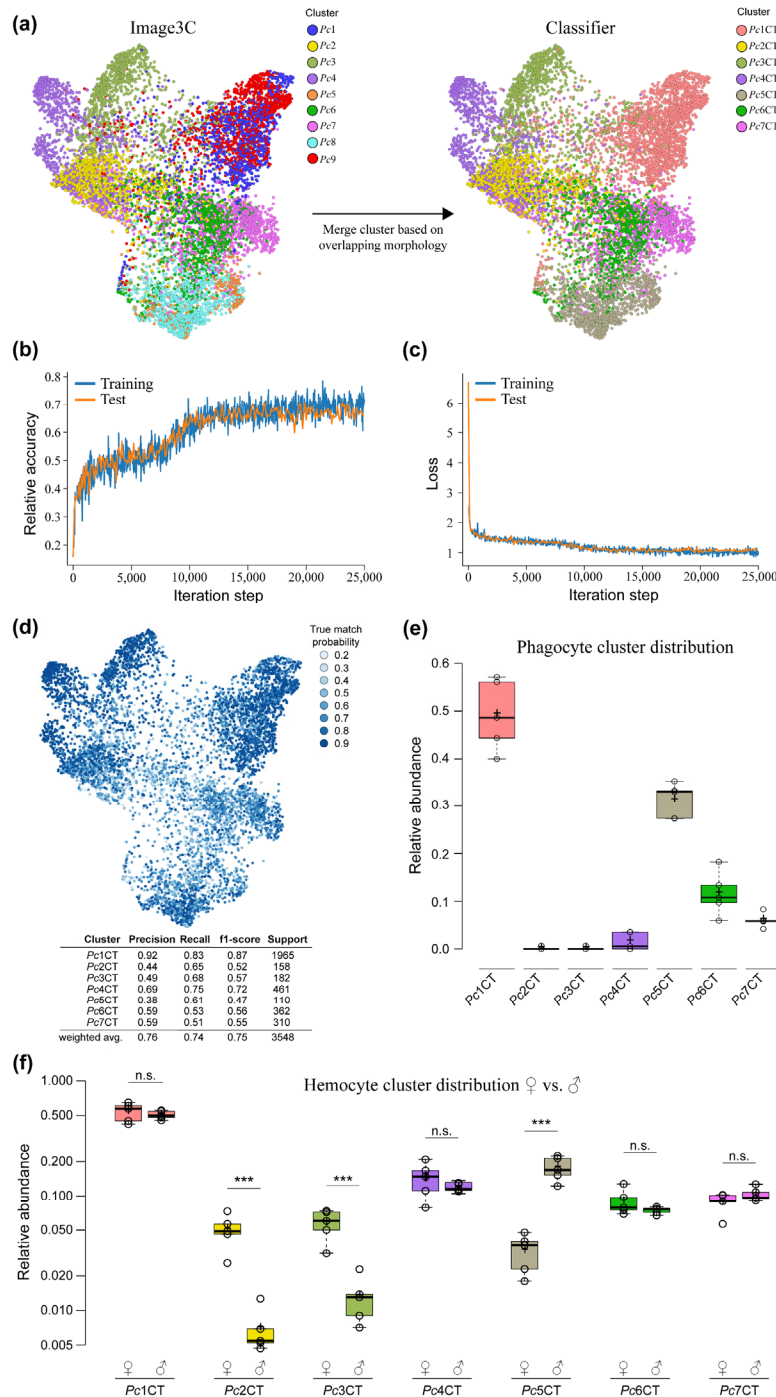 (a)
Image3C
Cluster
Pc1
Pc2
Pc3
Pc4
Pc5
Pc6
Pc7
Pc8
Pc9
Merge cluster based on
overlapping morphology
Classifier
Cluster
Pc1CT
Pc2CT
Pc3CT
Pc4CT
Pc5CT
Pc6CT
Pc7CT
(b)
Training
Test
Relative accuracy
0.8
0.7
0.6
0.5
0.4
0.3
0.2
0
5,000
10,000
15,000
20,000
25,000
Iteration step
(c)
Training
Test
Loss
6
5
4
3
2
1
0
5,000
10,000
15,000
20,000
25,000
Iteration step
(d)
True match
probability
0.2
0.3
0.4
0.5
0.6
0.7
0.8
0.9
Cluster Precision Recall f1-score Support
Pc1CT 0.92 0.83 0.87 1965
Pc2CT 0.44 0.65 0.52 158
Pc3CT 0.49 0.68 0.57 182
Pc4CT 0.69 0.75 0.72 461
Pc5CT 0.38 0.61 0.47 110
Pc6CT 0.59 0.53 0.56 362
Pc7CT 0.59 0.51 0.55 310
weighted avg. 0.76 0.74 0.75 3548
(e)
Phagocyte cluster distribution
Relative abundance
0.6
0.5
0.4
0.3
0.2
0.1
0.0
Pc1CT
Pc2CT
Pc3CT
Pc4CT
Pc5CT
Pc6CT
Pc7CT
(f)
Hemocyte cluster distribution ♀ vs. ♂
Relative abundance
1.000
0.500
0.200
0.100
0.050
0.020
0.010
0.005
n.s.
***
***
n.s.
***
n.s.
n.s.
♀ ♂ ♀ ♂ ♀ ♂ ♀ ♂ ♀ ♂ ♀ ♂ ♀ ♂
Pc1CT Pc2CT Pc3CT Pc4CT Pc5CT Pc6CT Pc7CT